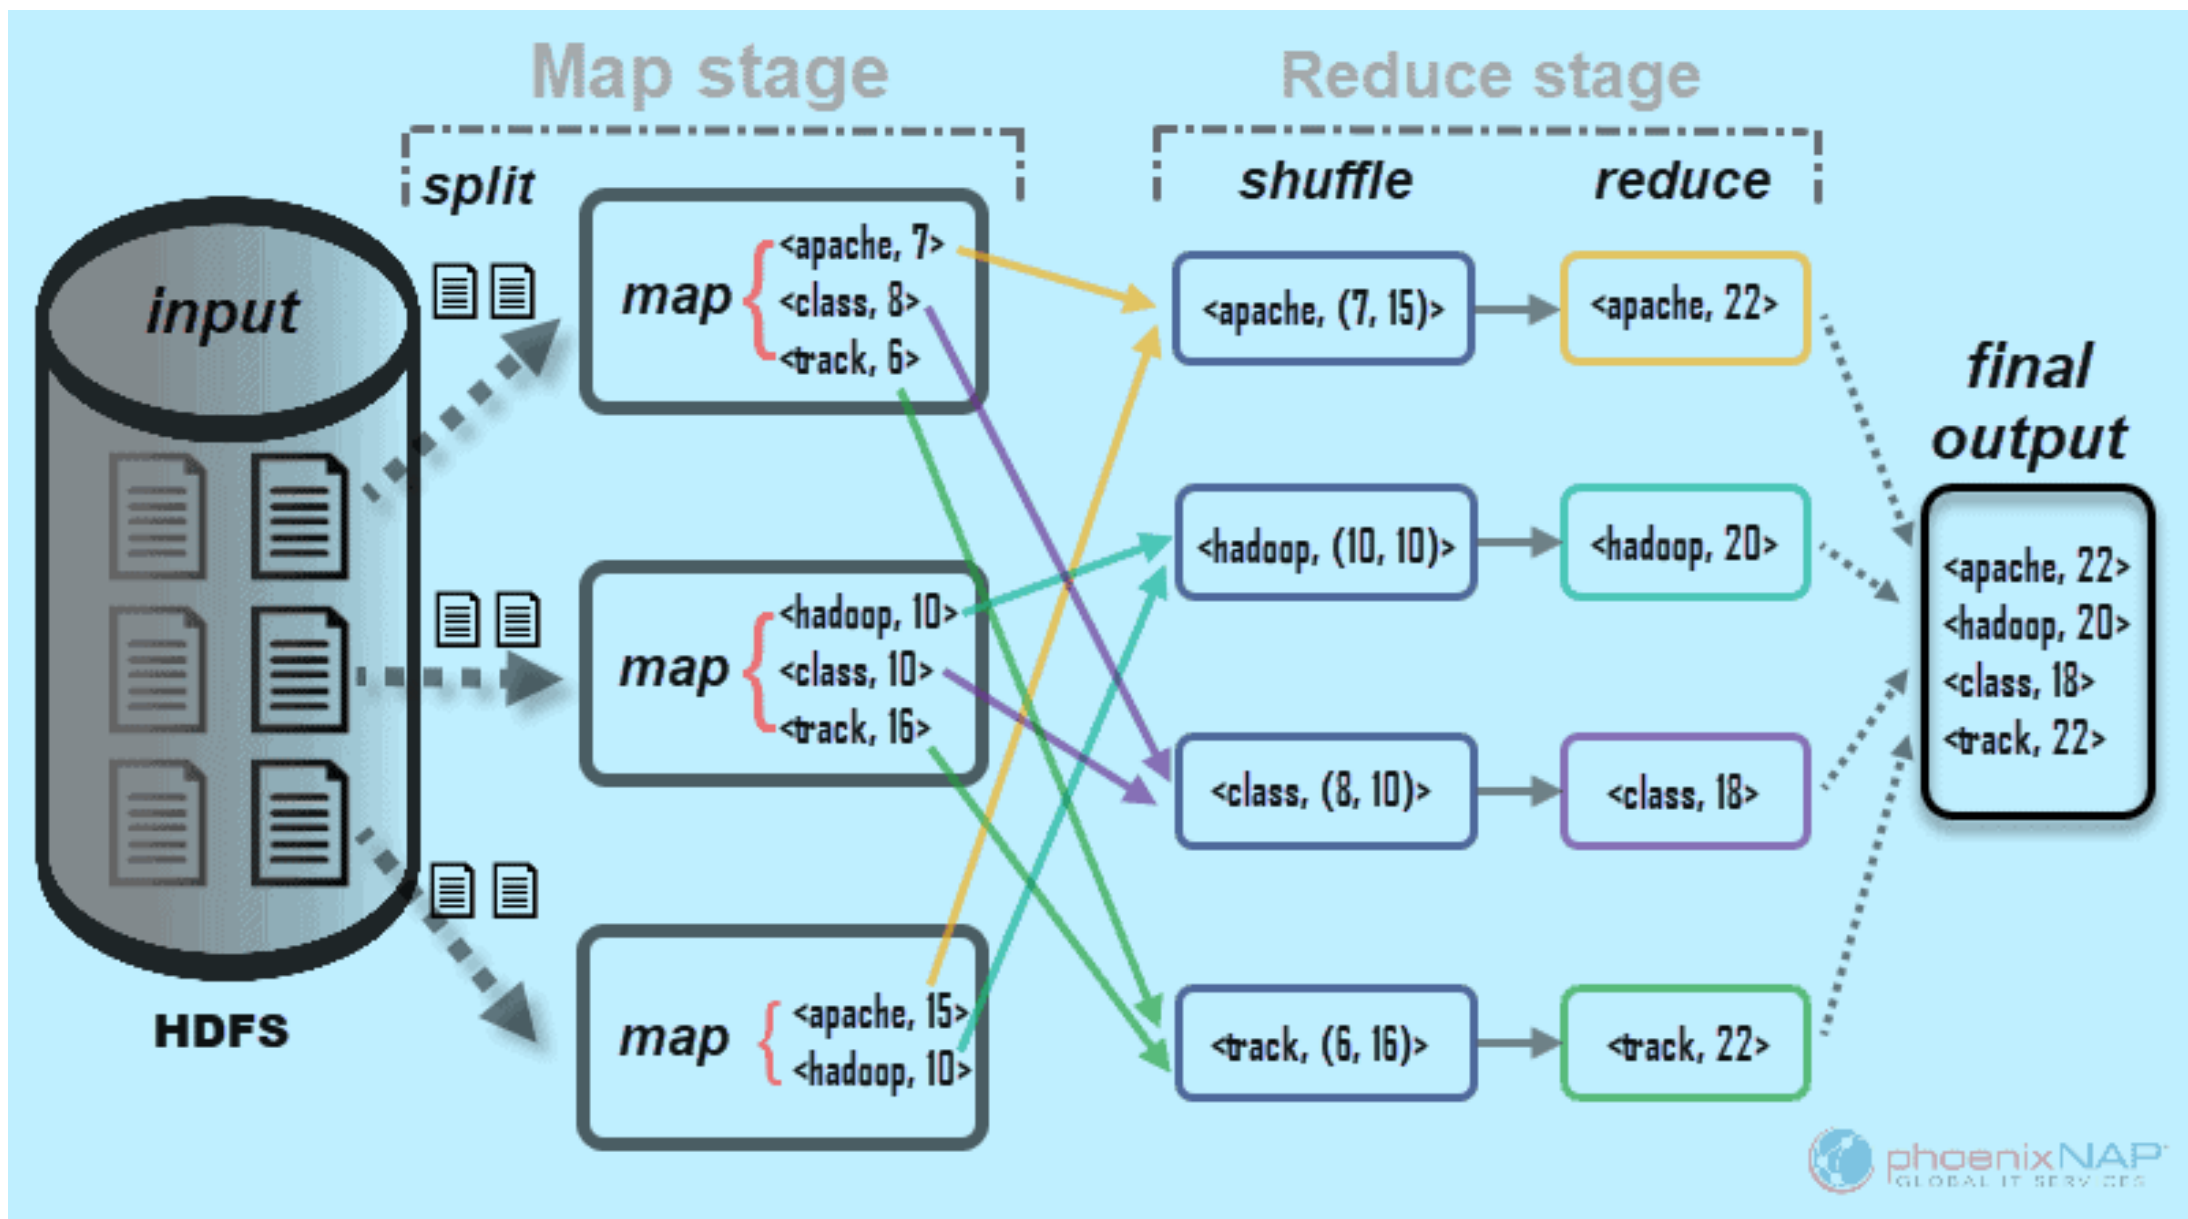 Map stage
Reduce stage
split
shuffle
reduce
input
map
<apache, 7>
<class, 8>
<track, 6>
<apache, (7, 15)>
<apache, 22>
final
output
map
<hadoop, 10>
<class, 10>
<track, 16>
<hadoop, (10, 10)>
<hadoop, 20>
<apache, 22>
<hadoop, 20>
<class, 18>
<track, 22>
<class, (8, 10)>
<class, 18>
HDFS
map
<apache, 15>
<hadoop, 10>
<track, (6, 16)>
<track, 22>
phoenixNAP
GLOBAL IT SERVICES